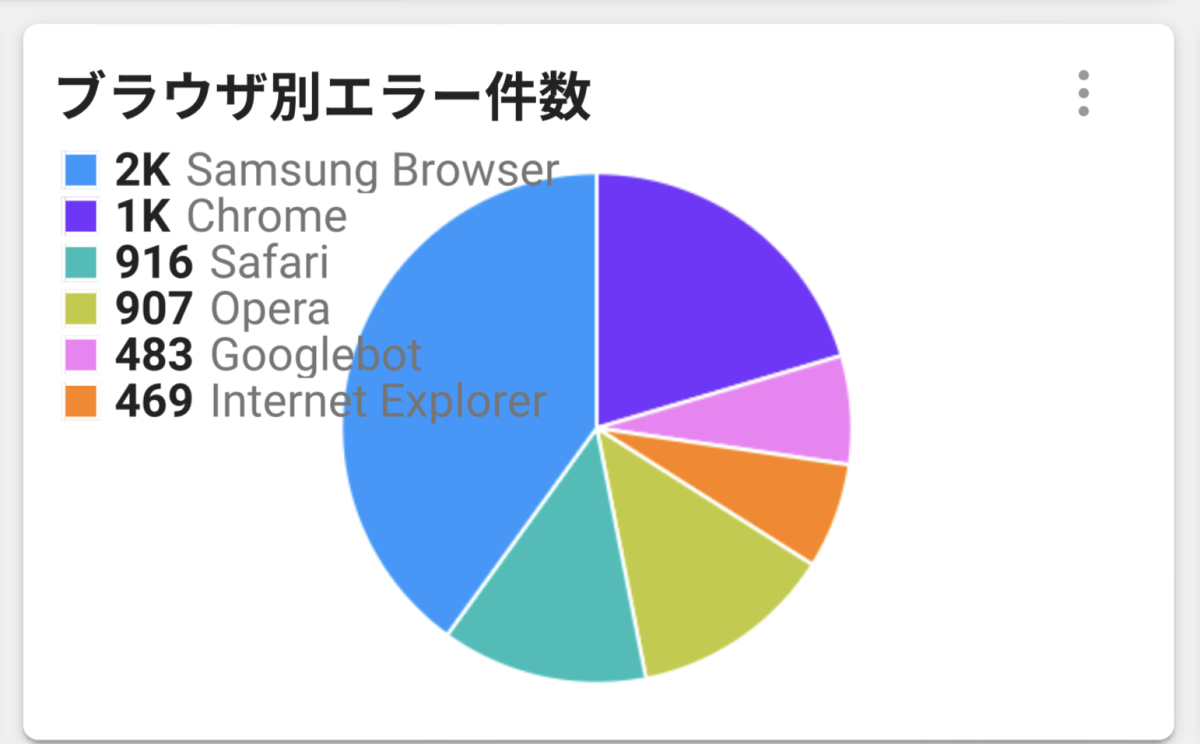 ブラウザ別エラー件数
2K Samsung Browser
1K Chrome
916 Safari
907 Opera
483 Googlebot
469 Internet Explorer